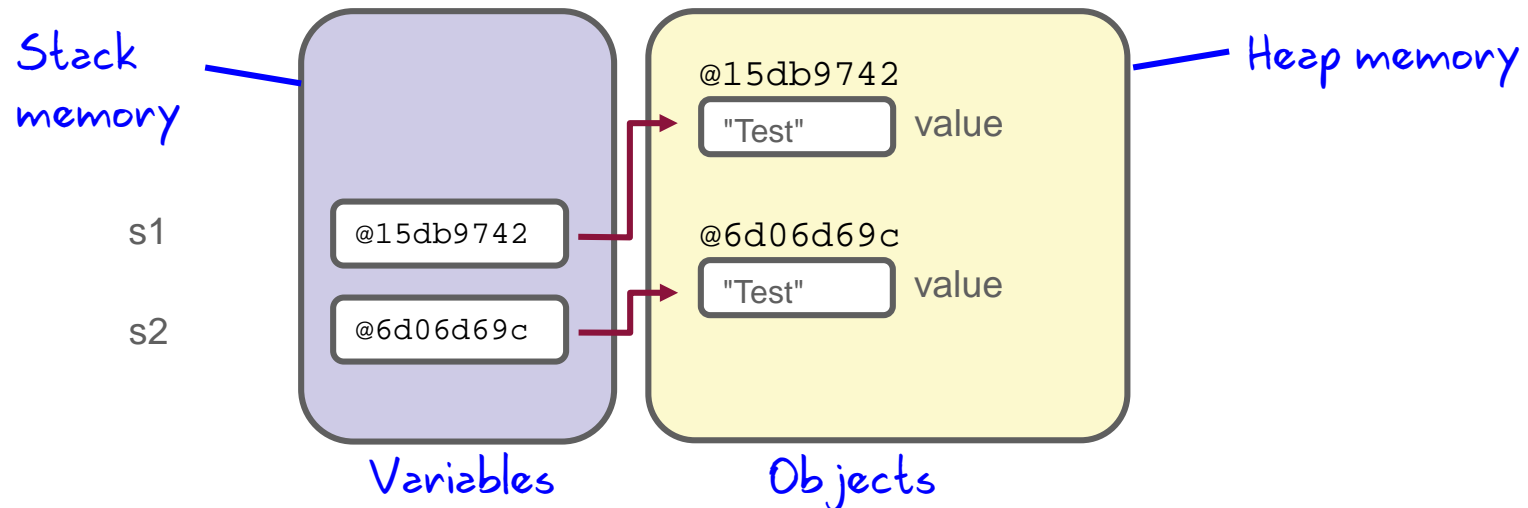 Stack
memory
Heap memory
@15db9742
"Test" value
s1 @15db9742
@6d06d69c
"Test" value
s2 @6d06d69c
Variables Objects